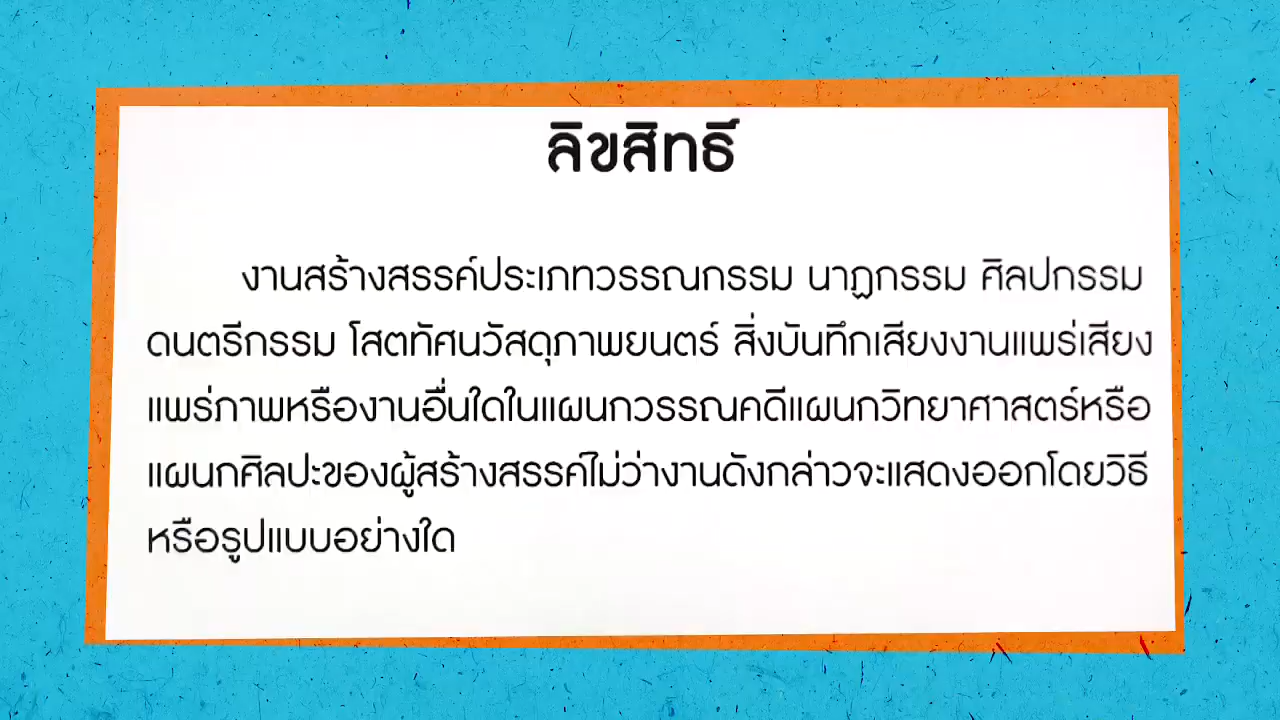 ลิขสิทธิ์
งานสร้างสรรค์ประเภทวรรณกรรม นาฏกรรม ศิลปกรรม
ดนตรีกรรม โสตทัศนวัสดุภาพยนตร์ สิ่งบันทึกเสียงงานแพร่เสียง
แพร่ภาพหรืองานอื่นใดในแผนกวรรณคดีแผนกวิทยาศาสตร์หรือ
แผนกศิลปะของผู้สร้างสรรค์ไม่ว่างานดังกล่าวจะแสดงออกโดยวิธี
หรือรูปแบบอย่างใด